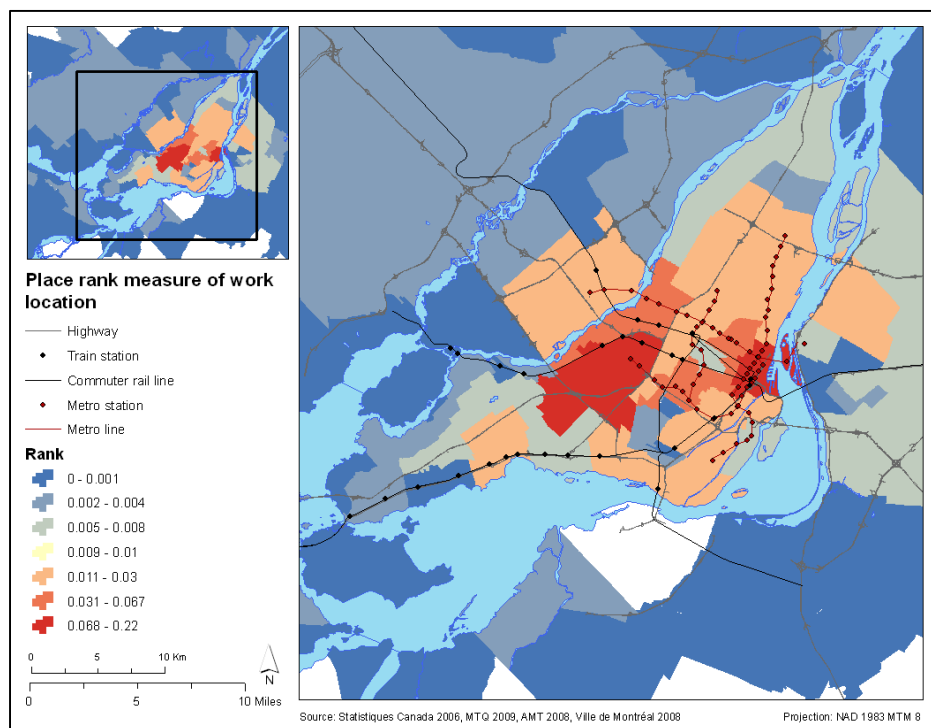 Place rank measure of work
location
Highway
Train station
Commuter rail line
Metro station
Metro line
Rank
0 - 0.001
0.002 - 0.004
0.005 - 0.008
0.009 - 0.01
0.011 - 0.03
0.031 - 0.067
0.068 - 0.22
0 5 10 Km
N
0 5 10 Miles
Source: Statistiques Canada 2006, MTQ 2009, AMT 2008, Ville de Montréal 2008 Projection: NAD 1983 MTM 8